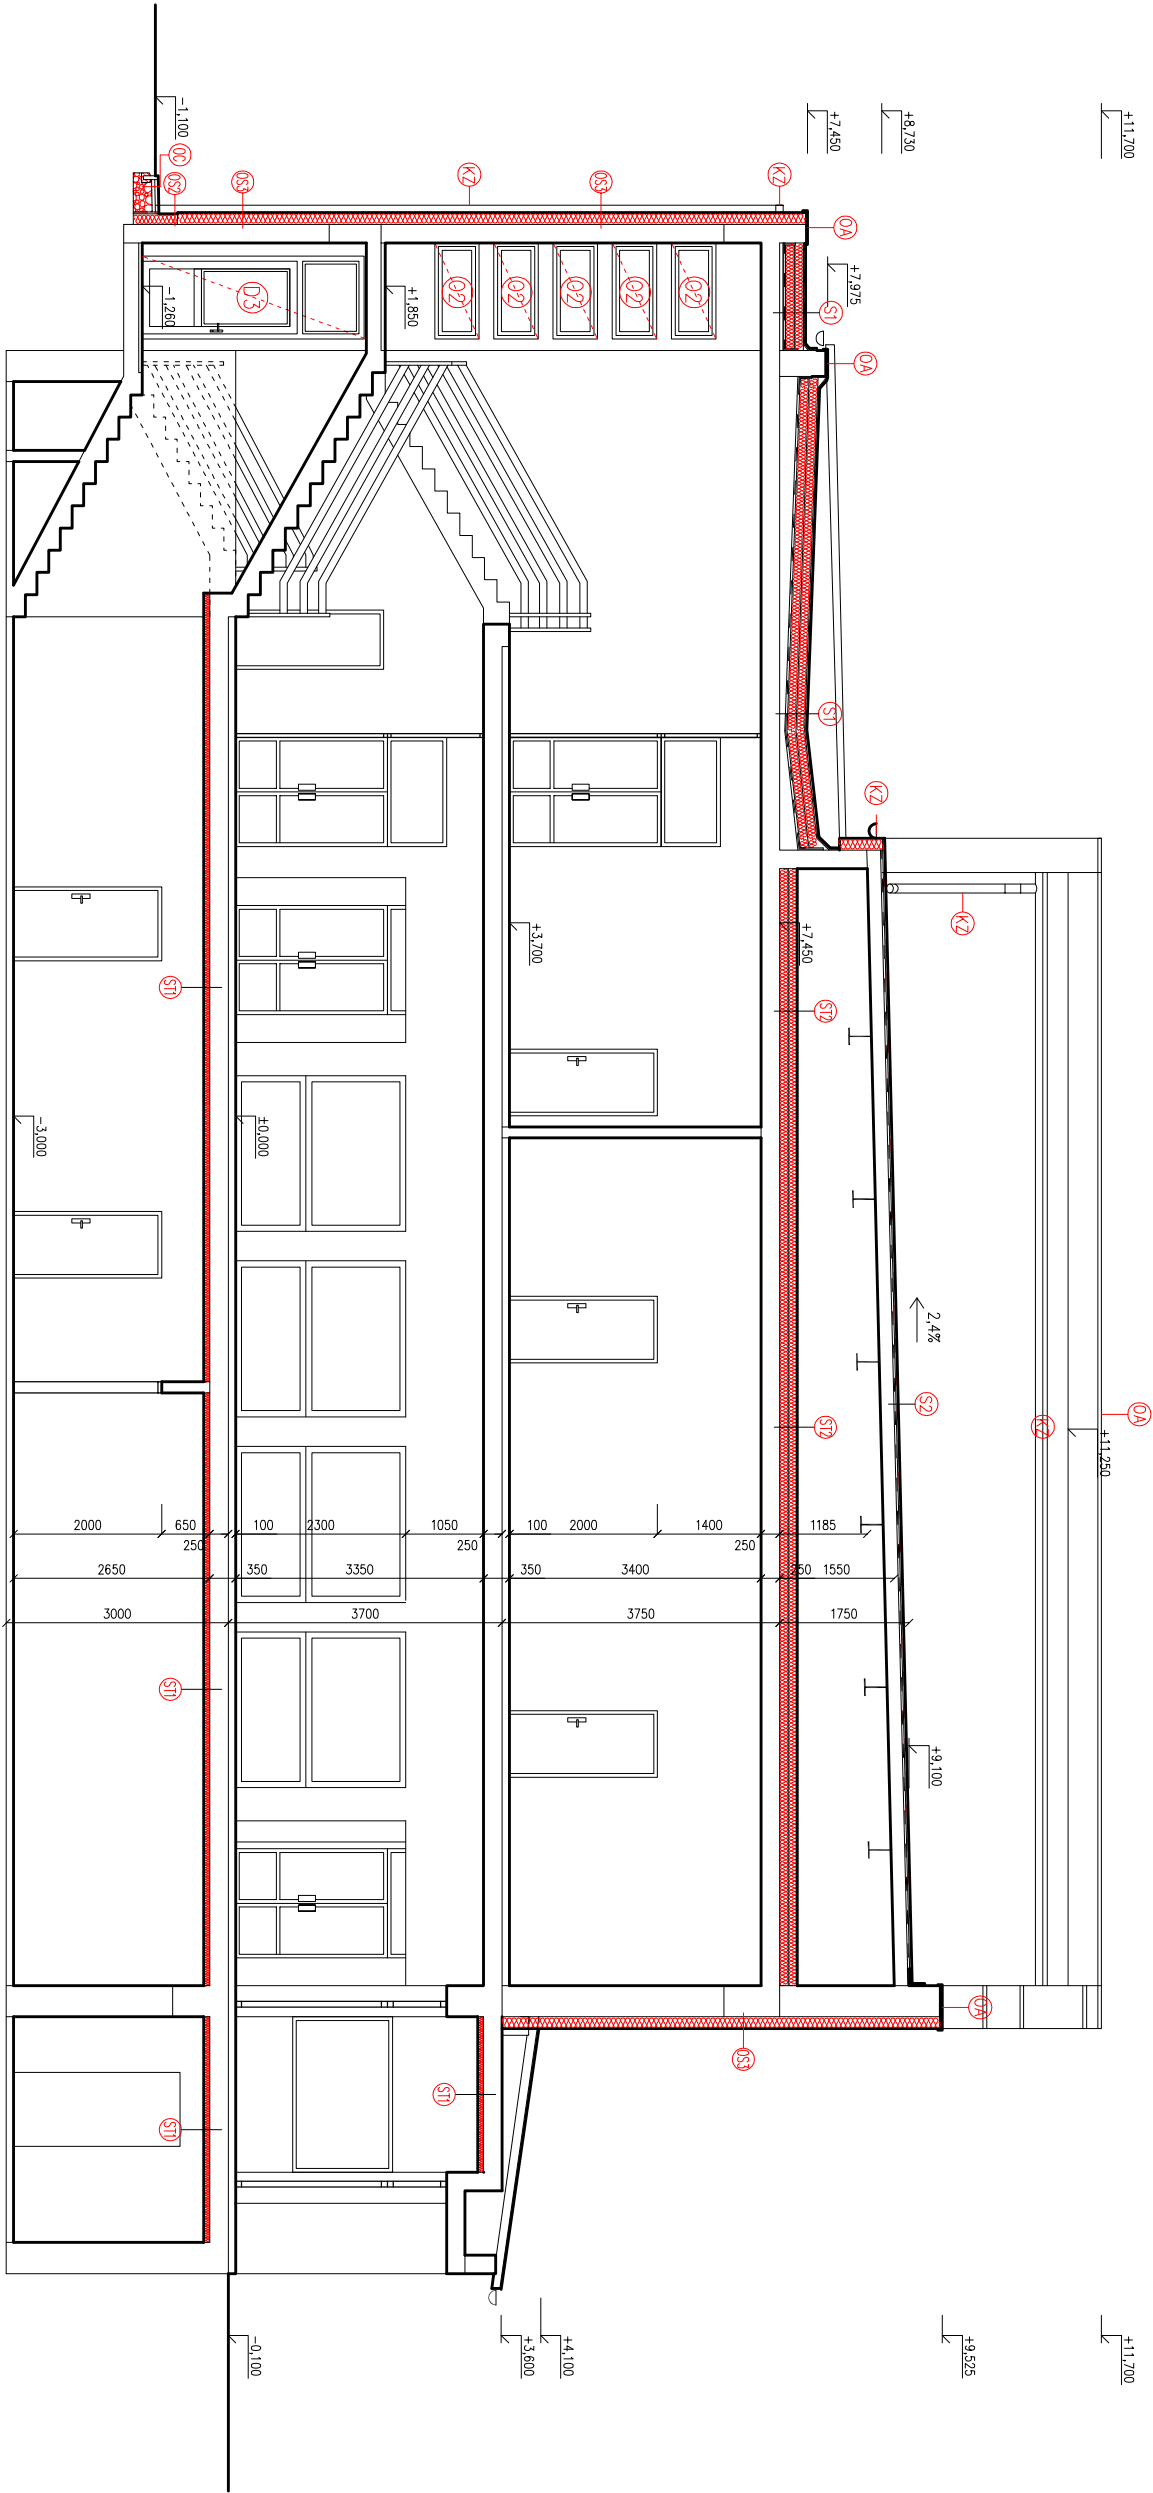 +11,700
+8,730
+7,450
-1,100
OC
OS2
OS3
KZ
OS3
KZ
OA
+7,975
S1
OA
D3
-1,260
+1,850
O2
O2
O2
O2
O2
S1
KZ
KZ
+3,700
+7,450
ST1
ST2
-3,000
±0,000
2,4%
S2
OA
KZ
+11,250
ST2
2000
650
250
100
2300
1050
250
100
2000
1400
250
1185
2650
350
3350
350
3400
250
1550
3000
3700
3750
1750
ST1
+9,100
OA
OS3
ST1
ST1
-0,100
+3,600
+4,100
+9,525
+11,700